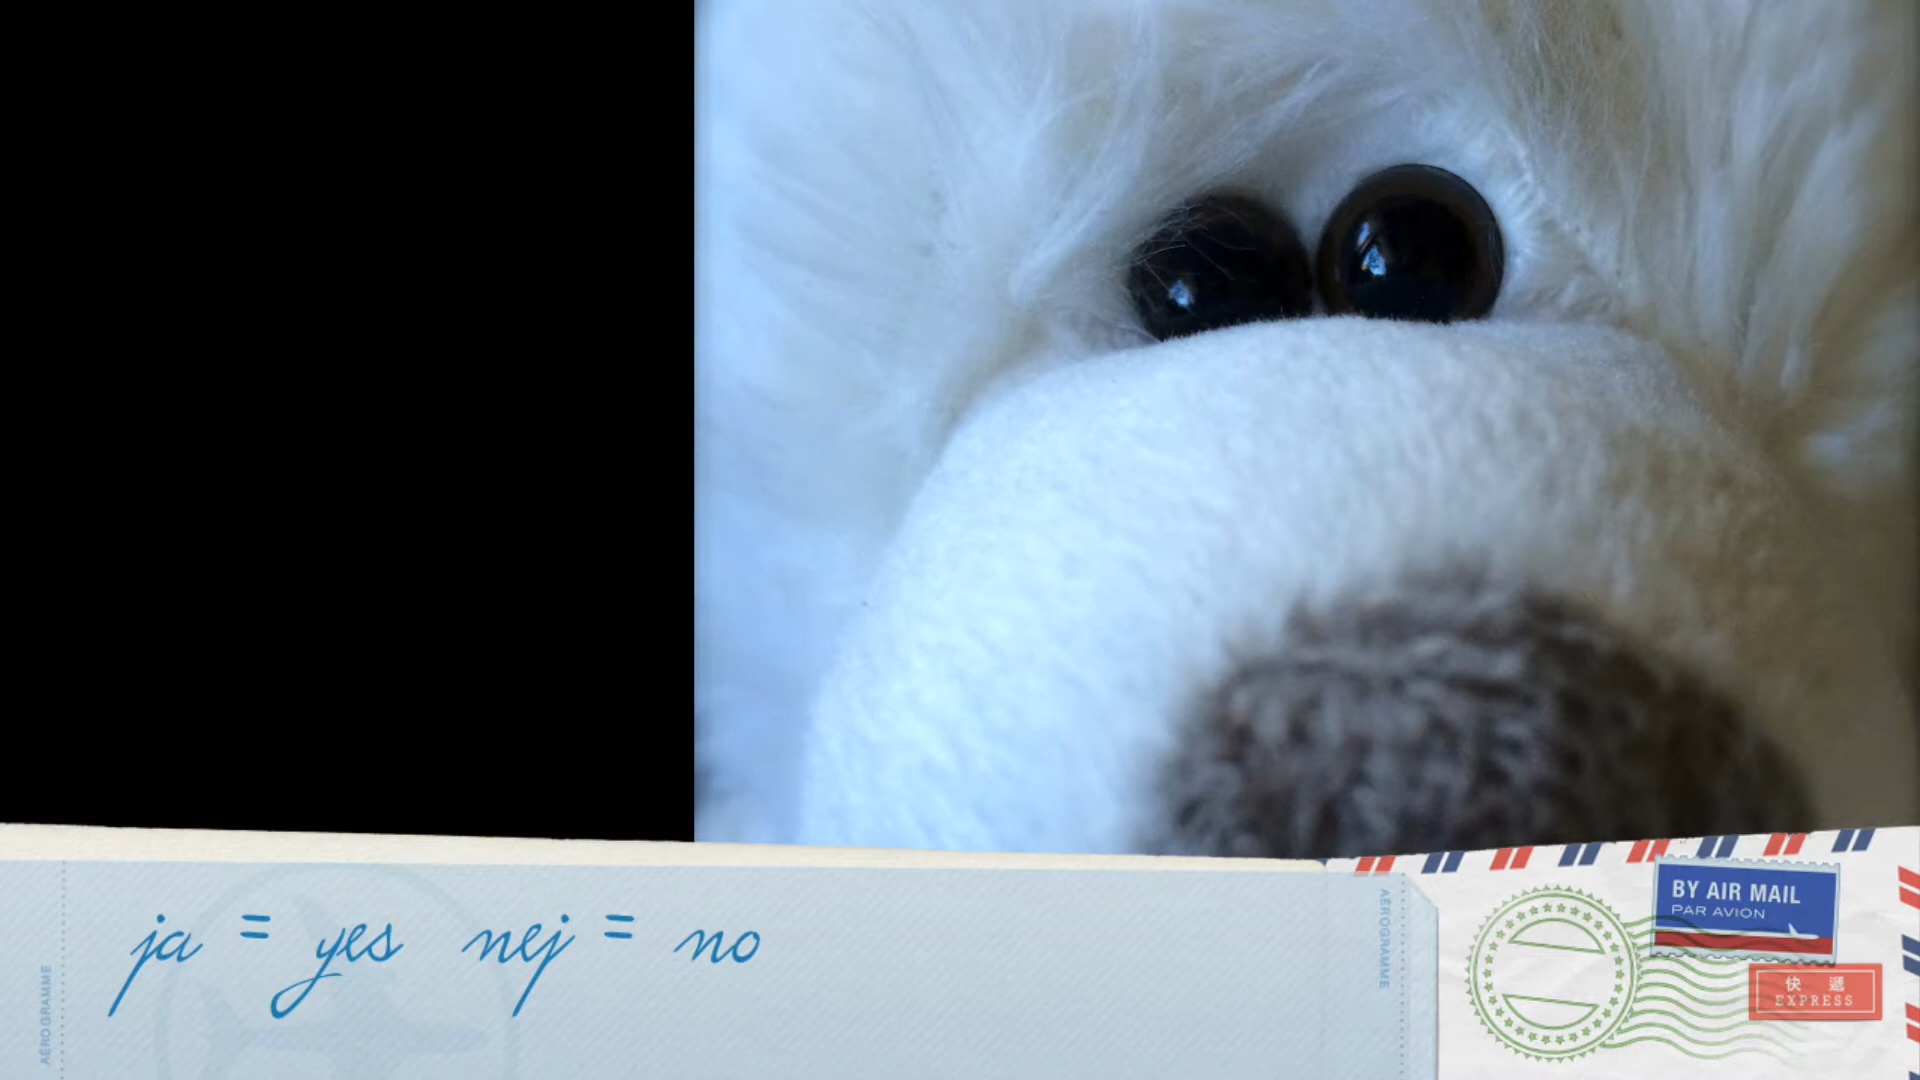 ja = yes nej = no
AÉROGRAMME
AÉROGRAMME
BY AIR MAIL
PAR AVION
快遞
EXPRESS